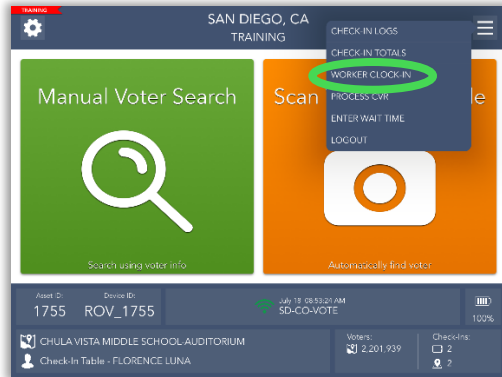 TRAINING
SAN DIEGO, CA
TRAINING
CHECK-IN LOGS
CHECK-IN TOTALS
WORKER CLOCK-IN
PROCESS CVR
ENTER WAIT TIME
LOGOUT
Manual Voter Search
Scan
Search using voter info
Automatically find voter
Asset ID:
1755
Device ID:
ROV_1755
July 18 08:53:24 AM
SD-CO-VOTE
100%
CHULA VISTA MIDDLE SCHOOL-AUDITORIUM
Check-In Table - FLORENCE LUNA
Voters:
2,201,939
Check-Ins:
2
2